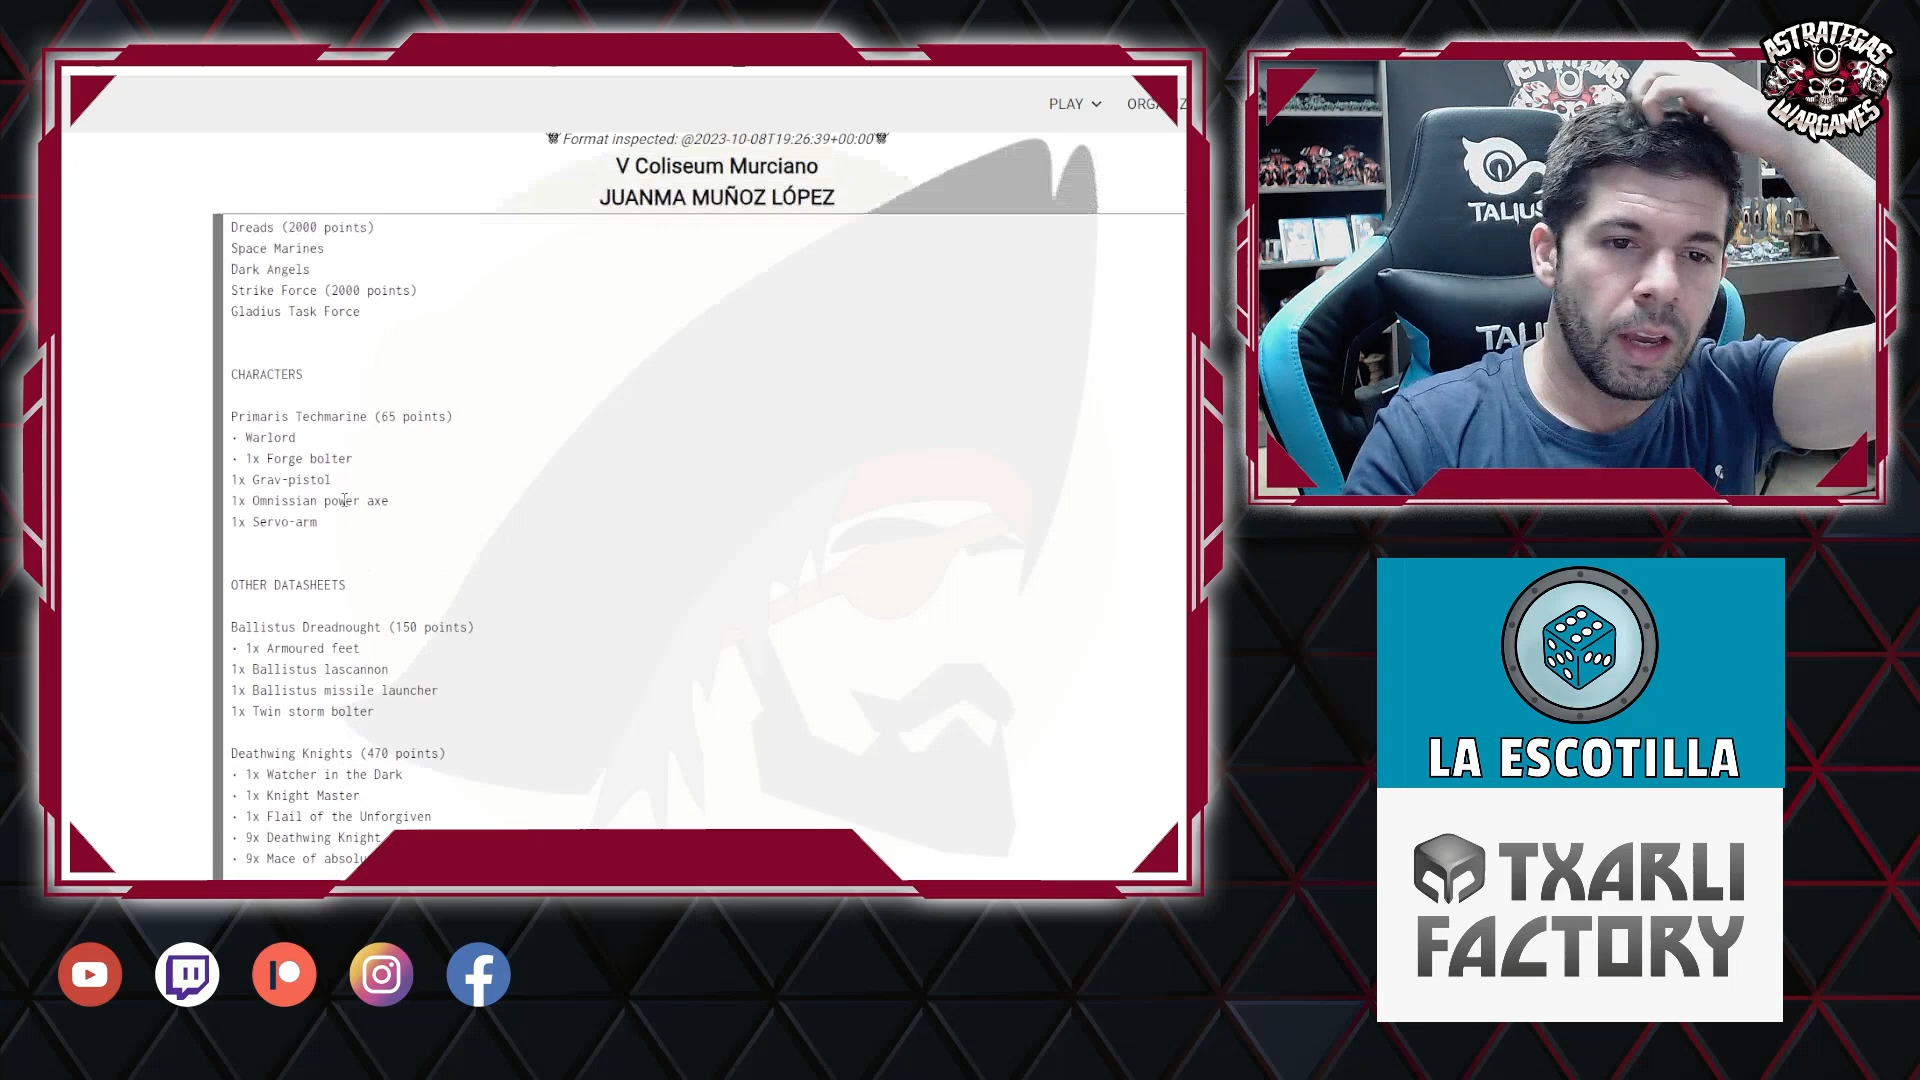 PLAY
Format inspected: @2023-10-08T19:26:39+00:00
V Coliseum Murciano
JUANMA MUÑOZ LÓPEZ
Dreads (2000 points)
Space Marines
Dark Angels
Strike Force (2000 points)
Gladius Task Force
CHARACTERS
Primaris Techmarine (65 points)
• Warlord
• 1x Forge bolter
1x Grav-pistol
1x Omnissian power axe
1x Servo-arm
OTHER DATASHEETS
Ballistus Dreadnought (150 points)
• 1x Armoured feet
1x Ballistus lascannon
1x Ballistus missile launcher
1x Twin storm bolter
Deathwing Knights (470 points)
• 1x Watcher in the Dark
• 1x Knight Master
• 1x Flail of the Unforgiven
• 9x Deathwing Knight
• 9x Mace of absolu
ASTRATEGAS
WARGAMES
TALIUS
TALIU
LA ESCOTILLA
TXARLI
FACTORY